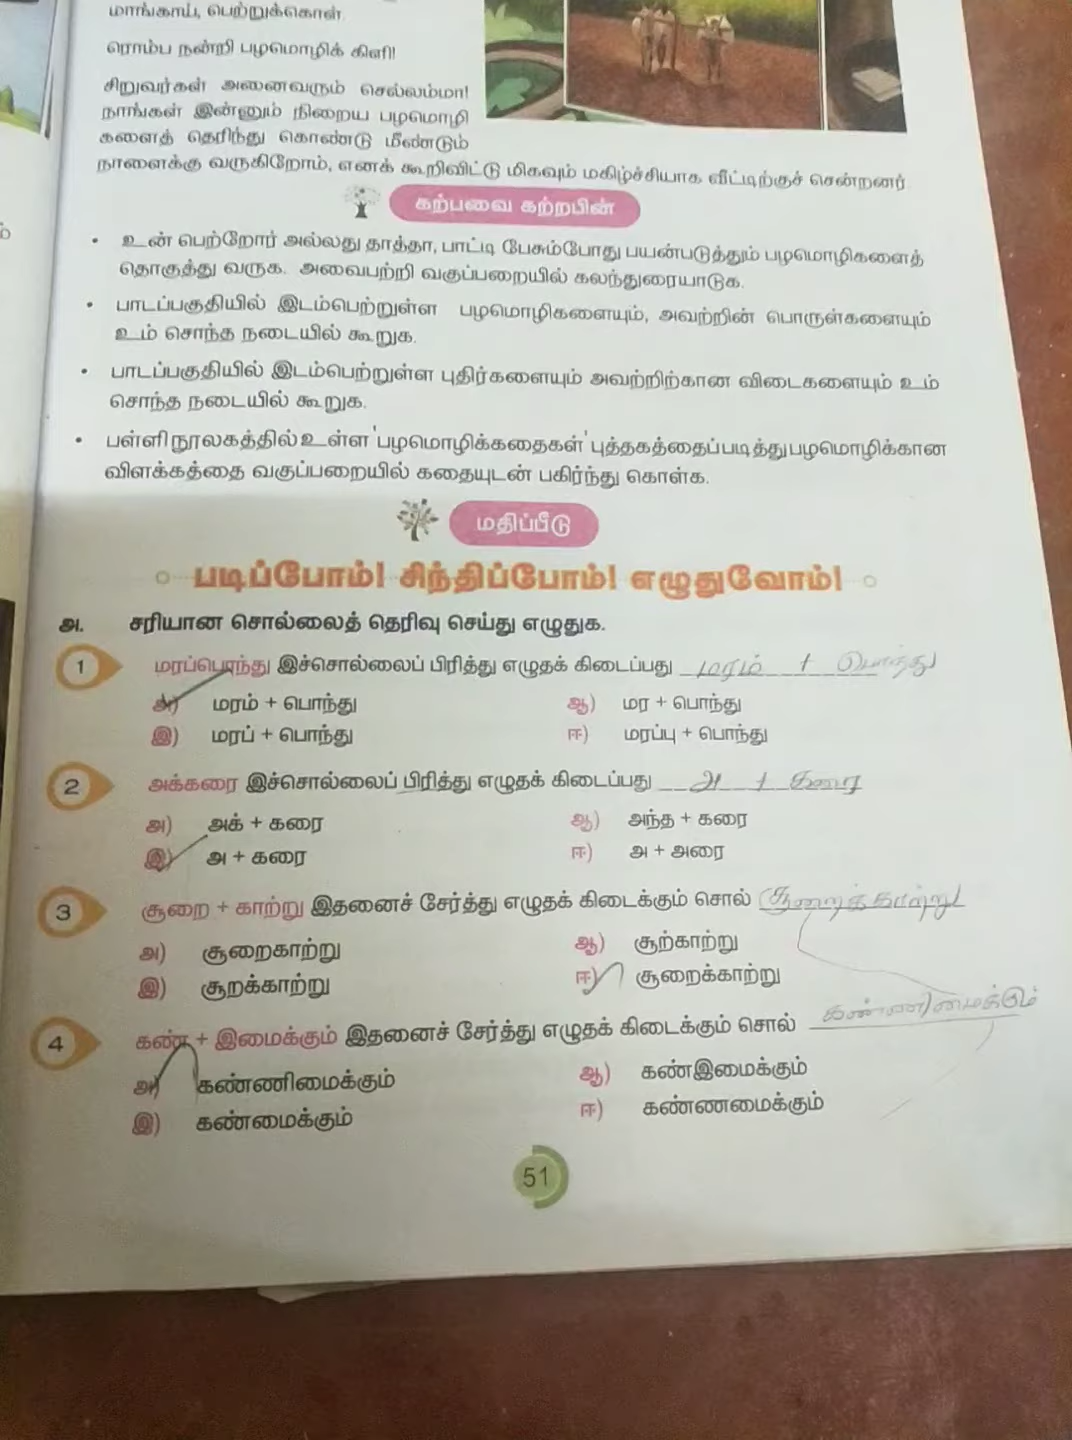 மாங்காய், பெற்றுக்கொள்.
ரொம்ப நன்றி பழமொழிக் கிளி!
சிறுவர்கள் அனைவரும் செல்லம்மா!
நாங்கள் இன்னும் நிறைய பழமொழி
களைத் தெரிந்து கொண்டு மீண்டும்
நாளைக்கு வருகிறோம், எனக் கூறிவிட்டு மிகவும் மகிழ்ச்சியாக வீட்டிற்குச் சென்றனர்
கற்பவை கற்றபின்
• உன் பெற்றோர் அல்லது தாத்தா, பாட்டி பேசும்போது பயன்படுத்தும் பழமொழிகளைத்
தொகுத்து வருக. அவைபற்றி வகுப்பறையில் கலந்துரையாடுக.
• பாடப்பகுதியில் இடம்பெற்றுள்ள பழமொழிகளையும், அவற்றின் பொருள்களையும்
உம் சொந்த நடையில் கூறுக.
• பாடப்பகுதியில் இடம்பெற்றுள்ள புதிர்களையும் அவற்றிற்கான விடைகளையும் உம்
சொந்த நடையில் கூறுக.
• பள்ளி நூலகத்தில் உள்ள 'பழமொழிக்கதைகள்' புத்தகத்தைப் படித்து பழமொழிக்கான
விளக்கத்தை வகுப்பறையில் கதையுடன் பகிர்ந்து கொள்க.
மதிப்பீடு
படிப்போம்! சிந்திப்போம்! எழுதுவோம்!
அ. சரியான சொல்லைத் தெரிவு செய்து எழுதுக.
1 மரப்பொந்து இச்சொல்லைப் பிரித்து எழுதக் கிடைப்பது மரம் + பொந்து
அ) மரம் + பொந்து ஆ) மர + பொந்து
இ) மரப் + பொந்து ஈ) மரப்பு + பொந்து
2 அக்கரை இச்சொல்லைப் பிரித்து எழுதக் கிடைப்பது அ + கரை
அ) அக் + கரை ஆ) அந்த + கரை
இ) அ + கரை ஈ) அ + அரை
3 சூறை + காற்று இதனைச் சேர்த்து எழுதக் கிடைக்கும் சொல் சூறைக்காற்று
அ) சூறைகாற்று ஆ) சூற்காற்று
இ) சூறக்காற்று ஈ) சூறைக்காற்று
4 கண் + இமைக்கும் இதனைச் சேர்த்து எழுதக் கிடைக்கும் சொல் கண்ணிமைக்கும்
அ) கண்ணிமைக்கும் ஆ) கண்இமைக்கும்
இ) கண்மைக்கும் ஈ) கண்ணமைக்கும்
51